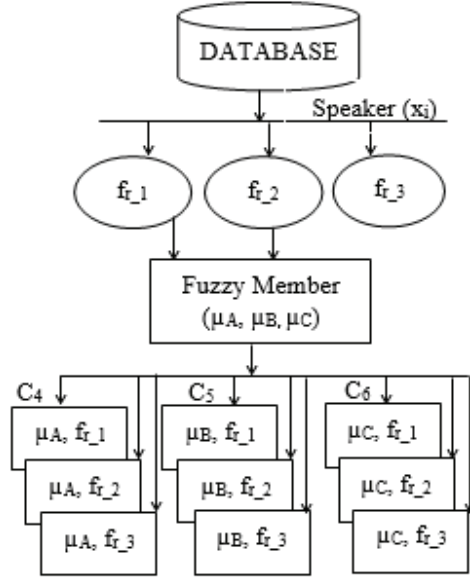 DATABASE
Speaker (xi)
fr_1 fr_2 fr_3
Fuzzy Member
(μA, μB, μC)
C4 C5 C6
μA, fr_1 μB, fr_1 μC, fr_1
μA, fr_2 μB, fr_2 μC, fr_2
μA, fr_3 μB, fr_3 μC, fr_3